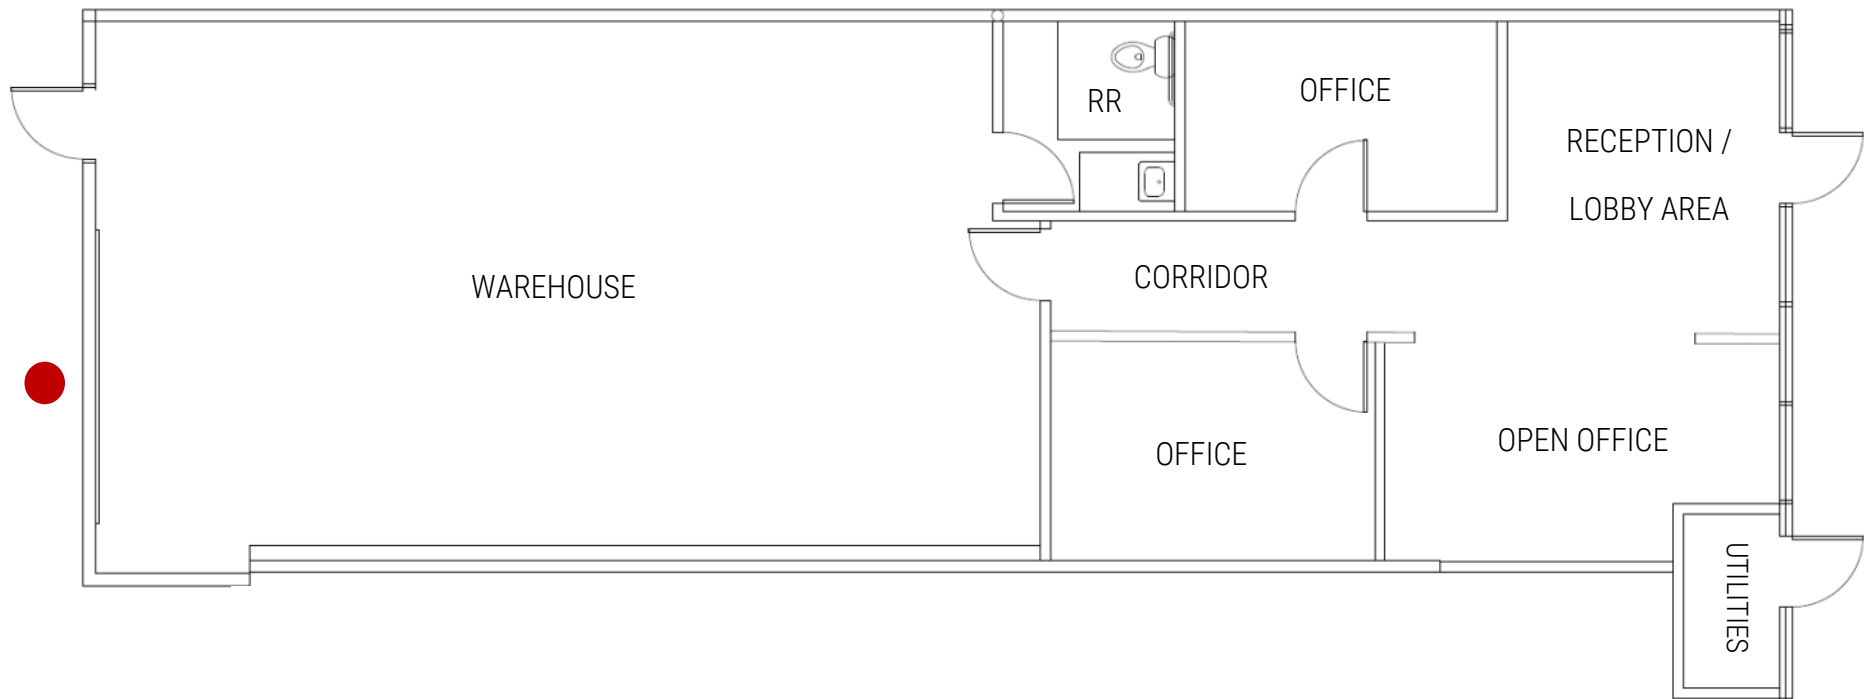 RR
OFFICE
RECEPTION /
LOBBY AREA
WAREHOUSE
CORRIDOR
OFFICE
OPEN OFFICE
UTILITIES